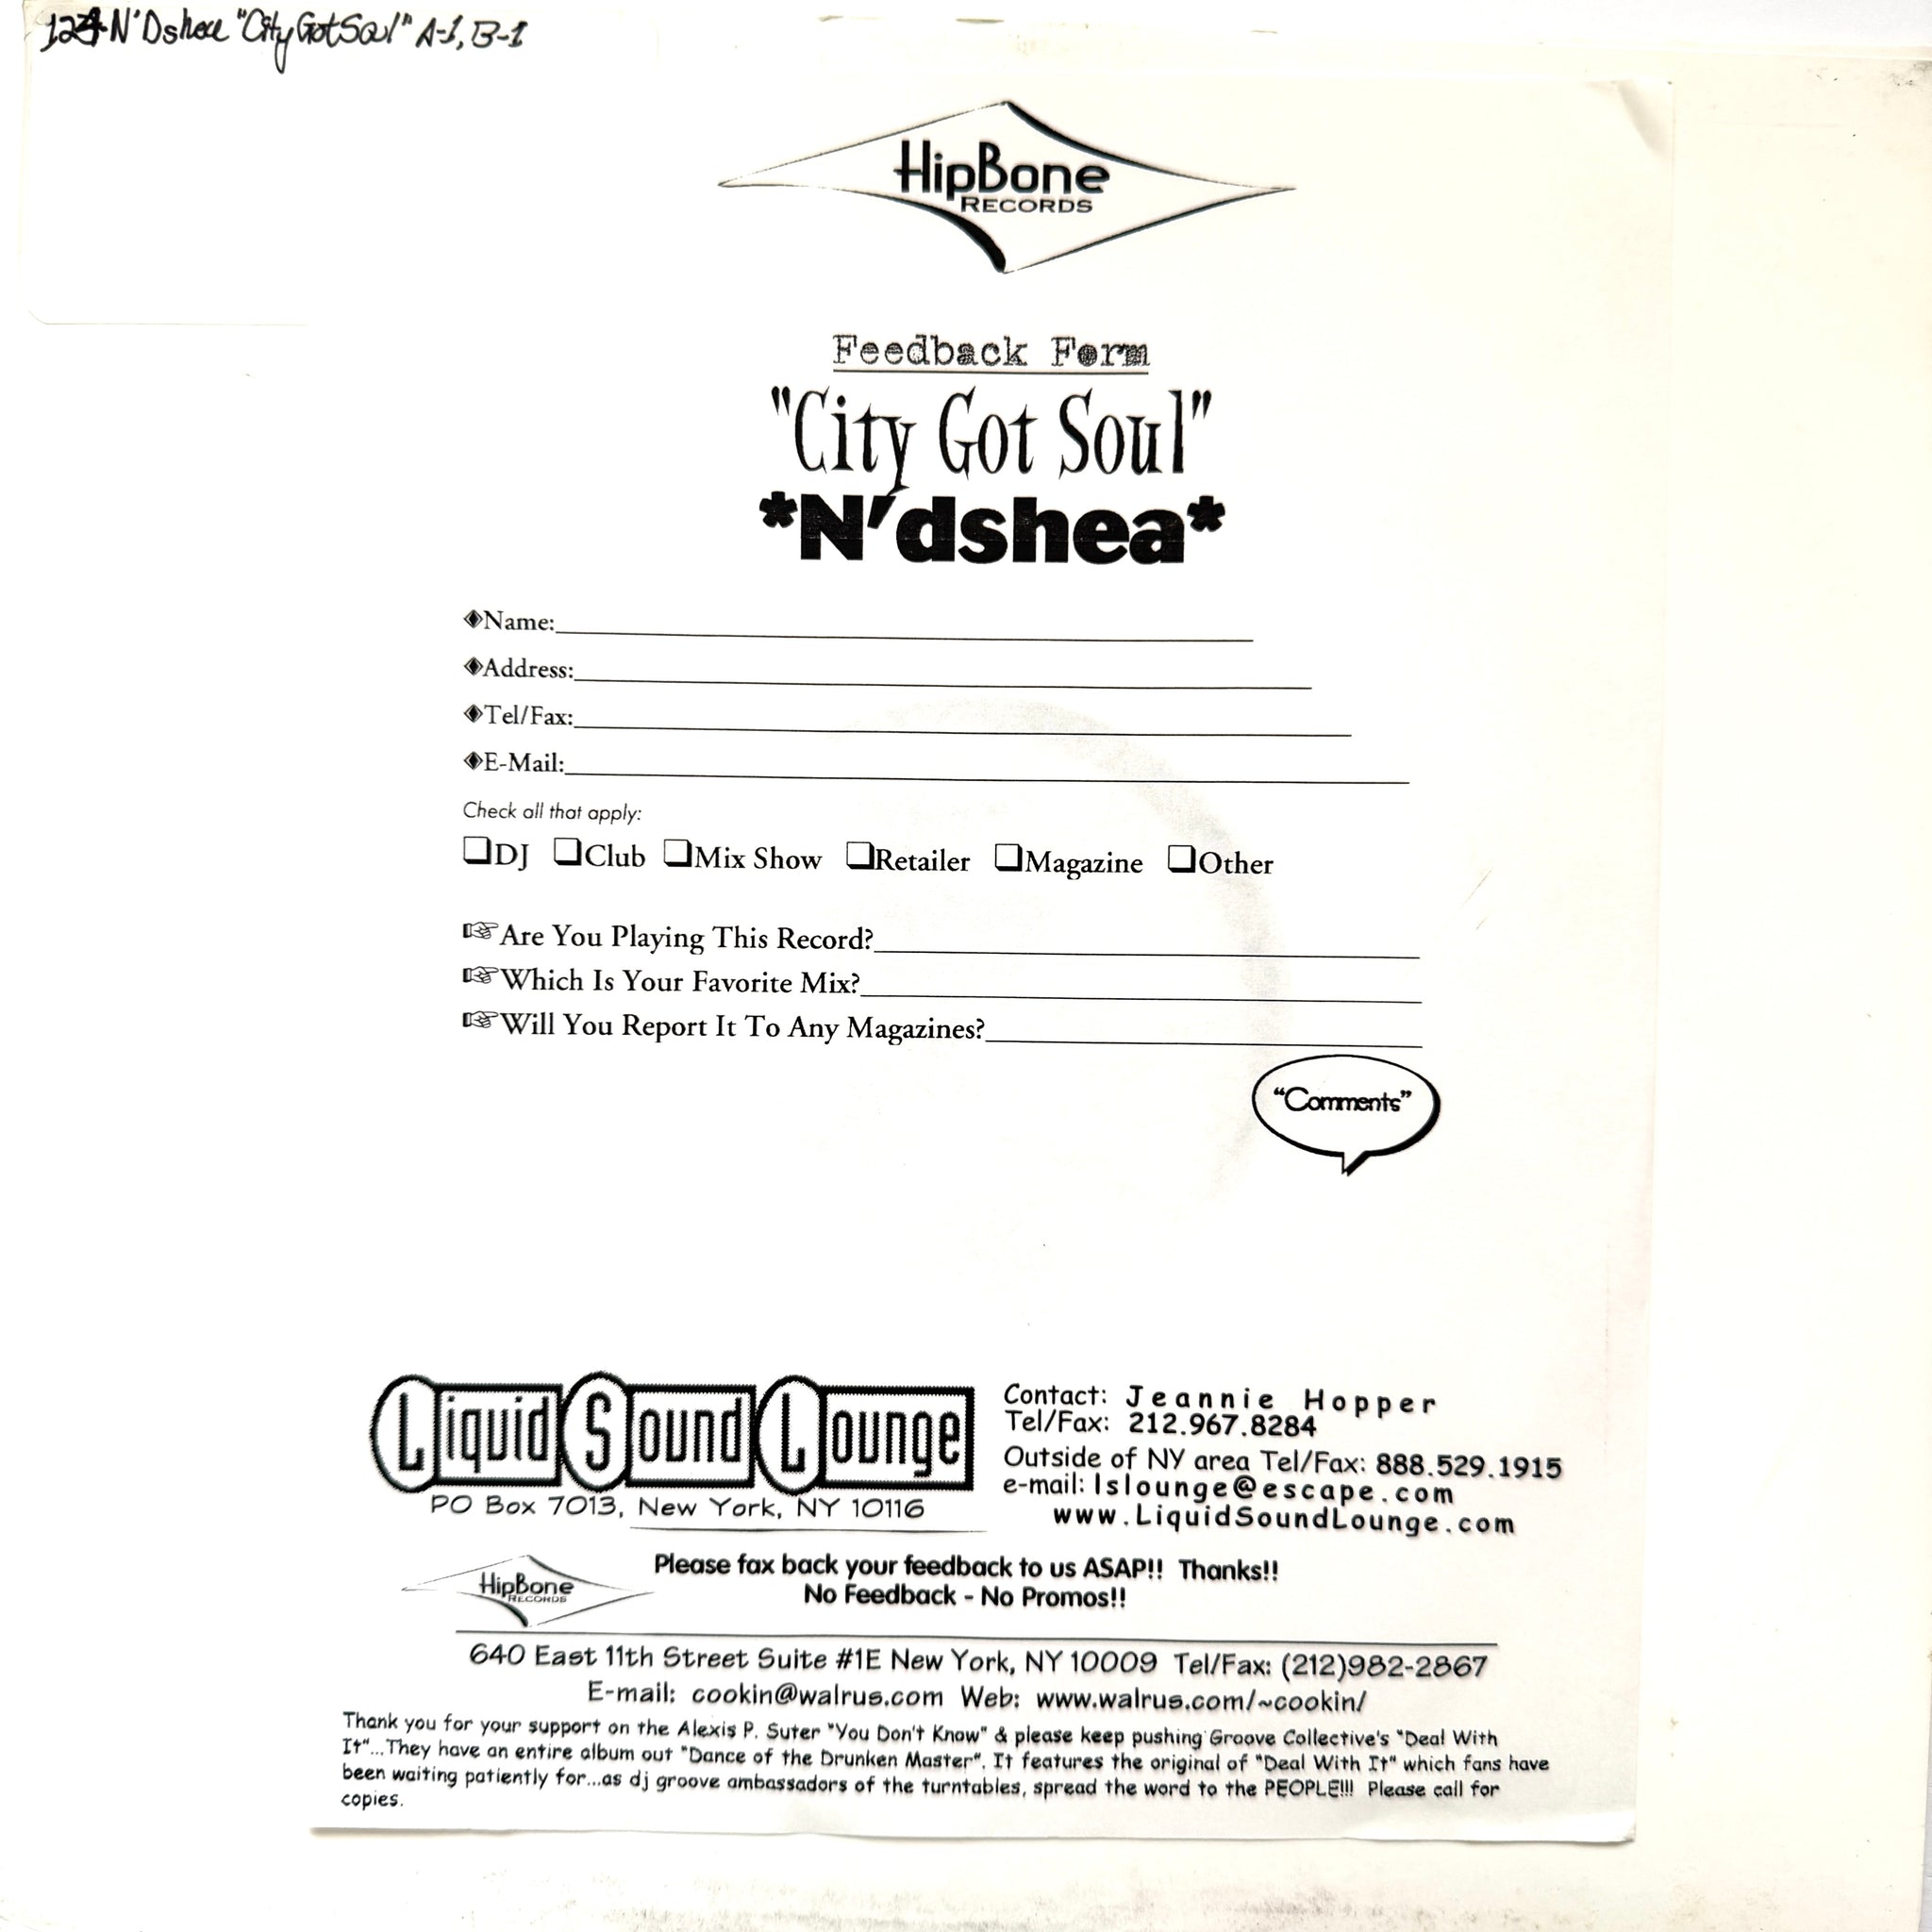 124 N'Dshea "City Got Soul" A-1, B-1
HipBone
RECORDS
Feedback Form
"City Got Soul"
*N'dshea*
Name:
Address:
Tel/Fax:
E-Mail:
Check all that apply:
❏DJ ❏Club ❏Mix Show ❏Retailer ❏Magazine ❏Other
☞Are You Playing This Record?
☞Which Is Your Favorite Mix?
☞Will You Report It To Any Magazines?
"Comments"
Liquid Sound Lounge
PO Box 7013, New York, NY 10116
Contact: Jeannie Hopper
Tel/Fax: 212.967.8284
Outside of NY area Tel/Fax: 888.529.1915
e-mail: lslounge@escape.com
www.LiquidSoundLounge.com
HipBone
RECORDS
Please fax back your feedback to us ASAP!! Thanks!!
No Feedback - No Promos!!
640 East 11th Street Suite #1E New York, NY 10009 Tel/Fax: (212)982-2867
E-mail: cookin@walrus.com Web: www.walrus.com/~cookin/
Thank you for your support on the Alexis P. Suter "You Don't Know" & please keep pushing Groove Collective's "Deal With
It"...They have an entire album out "Dance of the Drunken Master". It features the original of "Deal With It" which fans have
been waiting patiently for...as dj groove ambassadors of the turntables, spread the word to the PEOPLE!!! Please call for
copies.